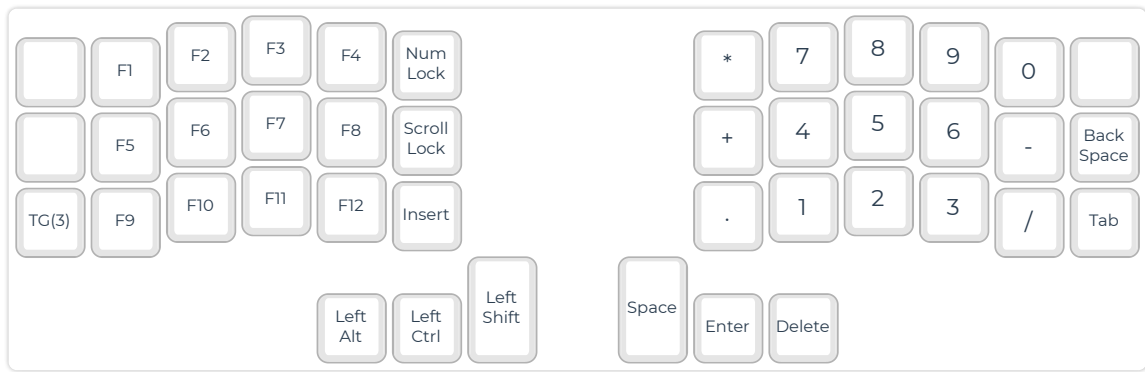 F1 F2 F3 F4 Num Lock * 7 8 9 0
F5 F6 F7 F8 Scroll Lock + 4 5 6 - Back Space
TG(3) F9 F10 F11 F12 Insert . 1 2 3 / Tab
Left Alt Left Ctrl Left Shift Space Enter Delete